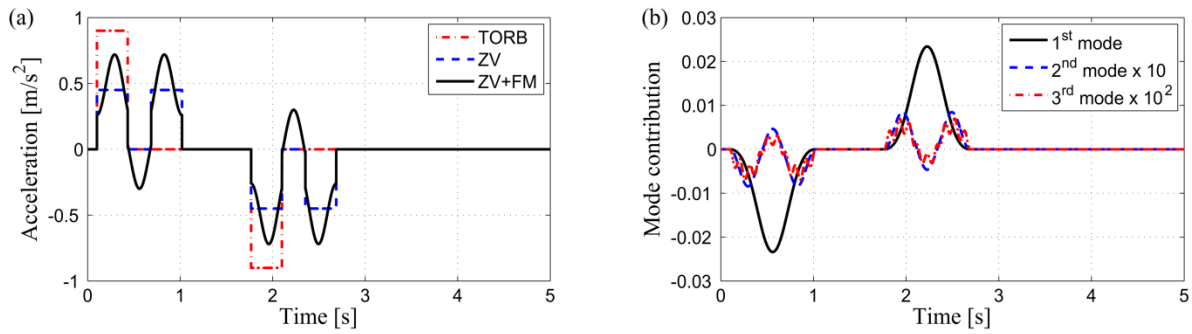 (a)
Acceleration [m/s²]
1
0.5
0
-0.5
-1
0 1 2 3 4 5
Time [s]
TORB
ZV
ZV+FM
(b)
Mode contribution
0.03
0.02
0.01
0
-0.01
-0.02
-0.03
0 1 2 3 4 5
Time [s]
1st mode
2nd mode x 10
3rd mode x 10²